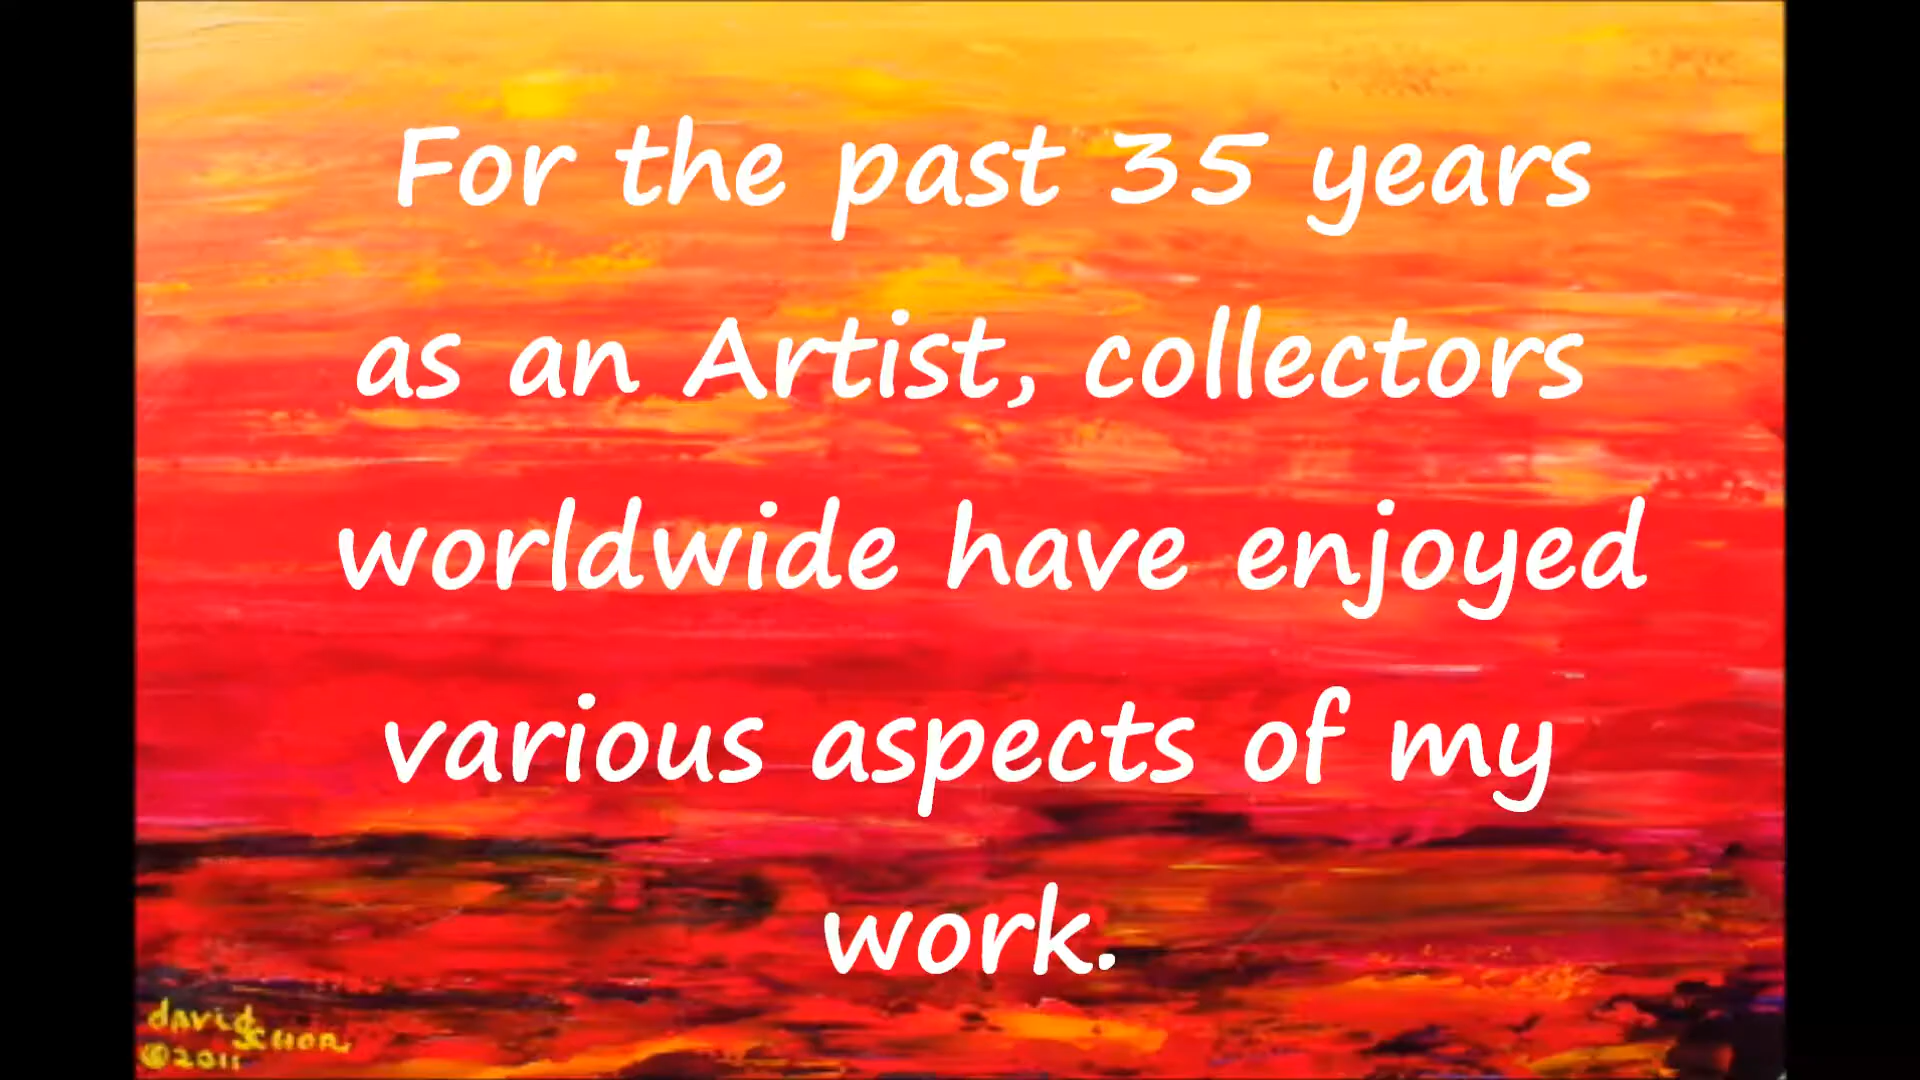 For the past 35 years
as an Artist, collectors
worldwide have enjoyed
various aspects of my
work.
david Schor
©2011